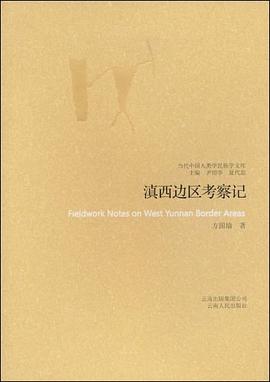 当代中国人类学民族学文库
主编 尹绍亭 夏代忠
滇西边区考察记
Fieldwork Notes on West Yunnan Border Areas
方国瑜 著
云南出版集团公司
云南人民出版社